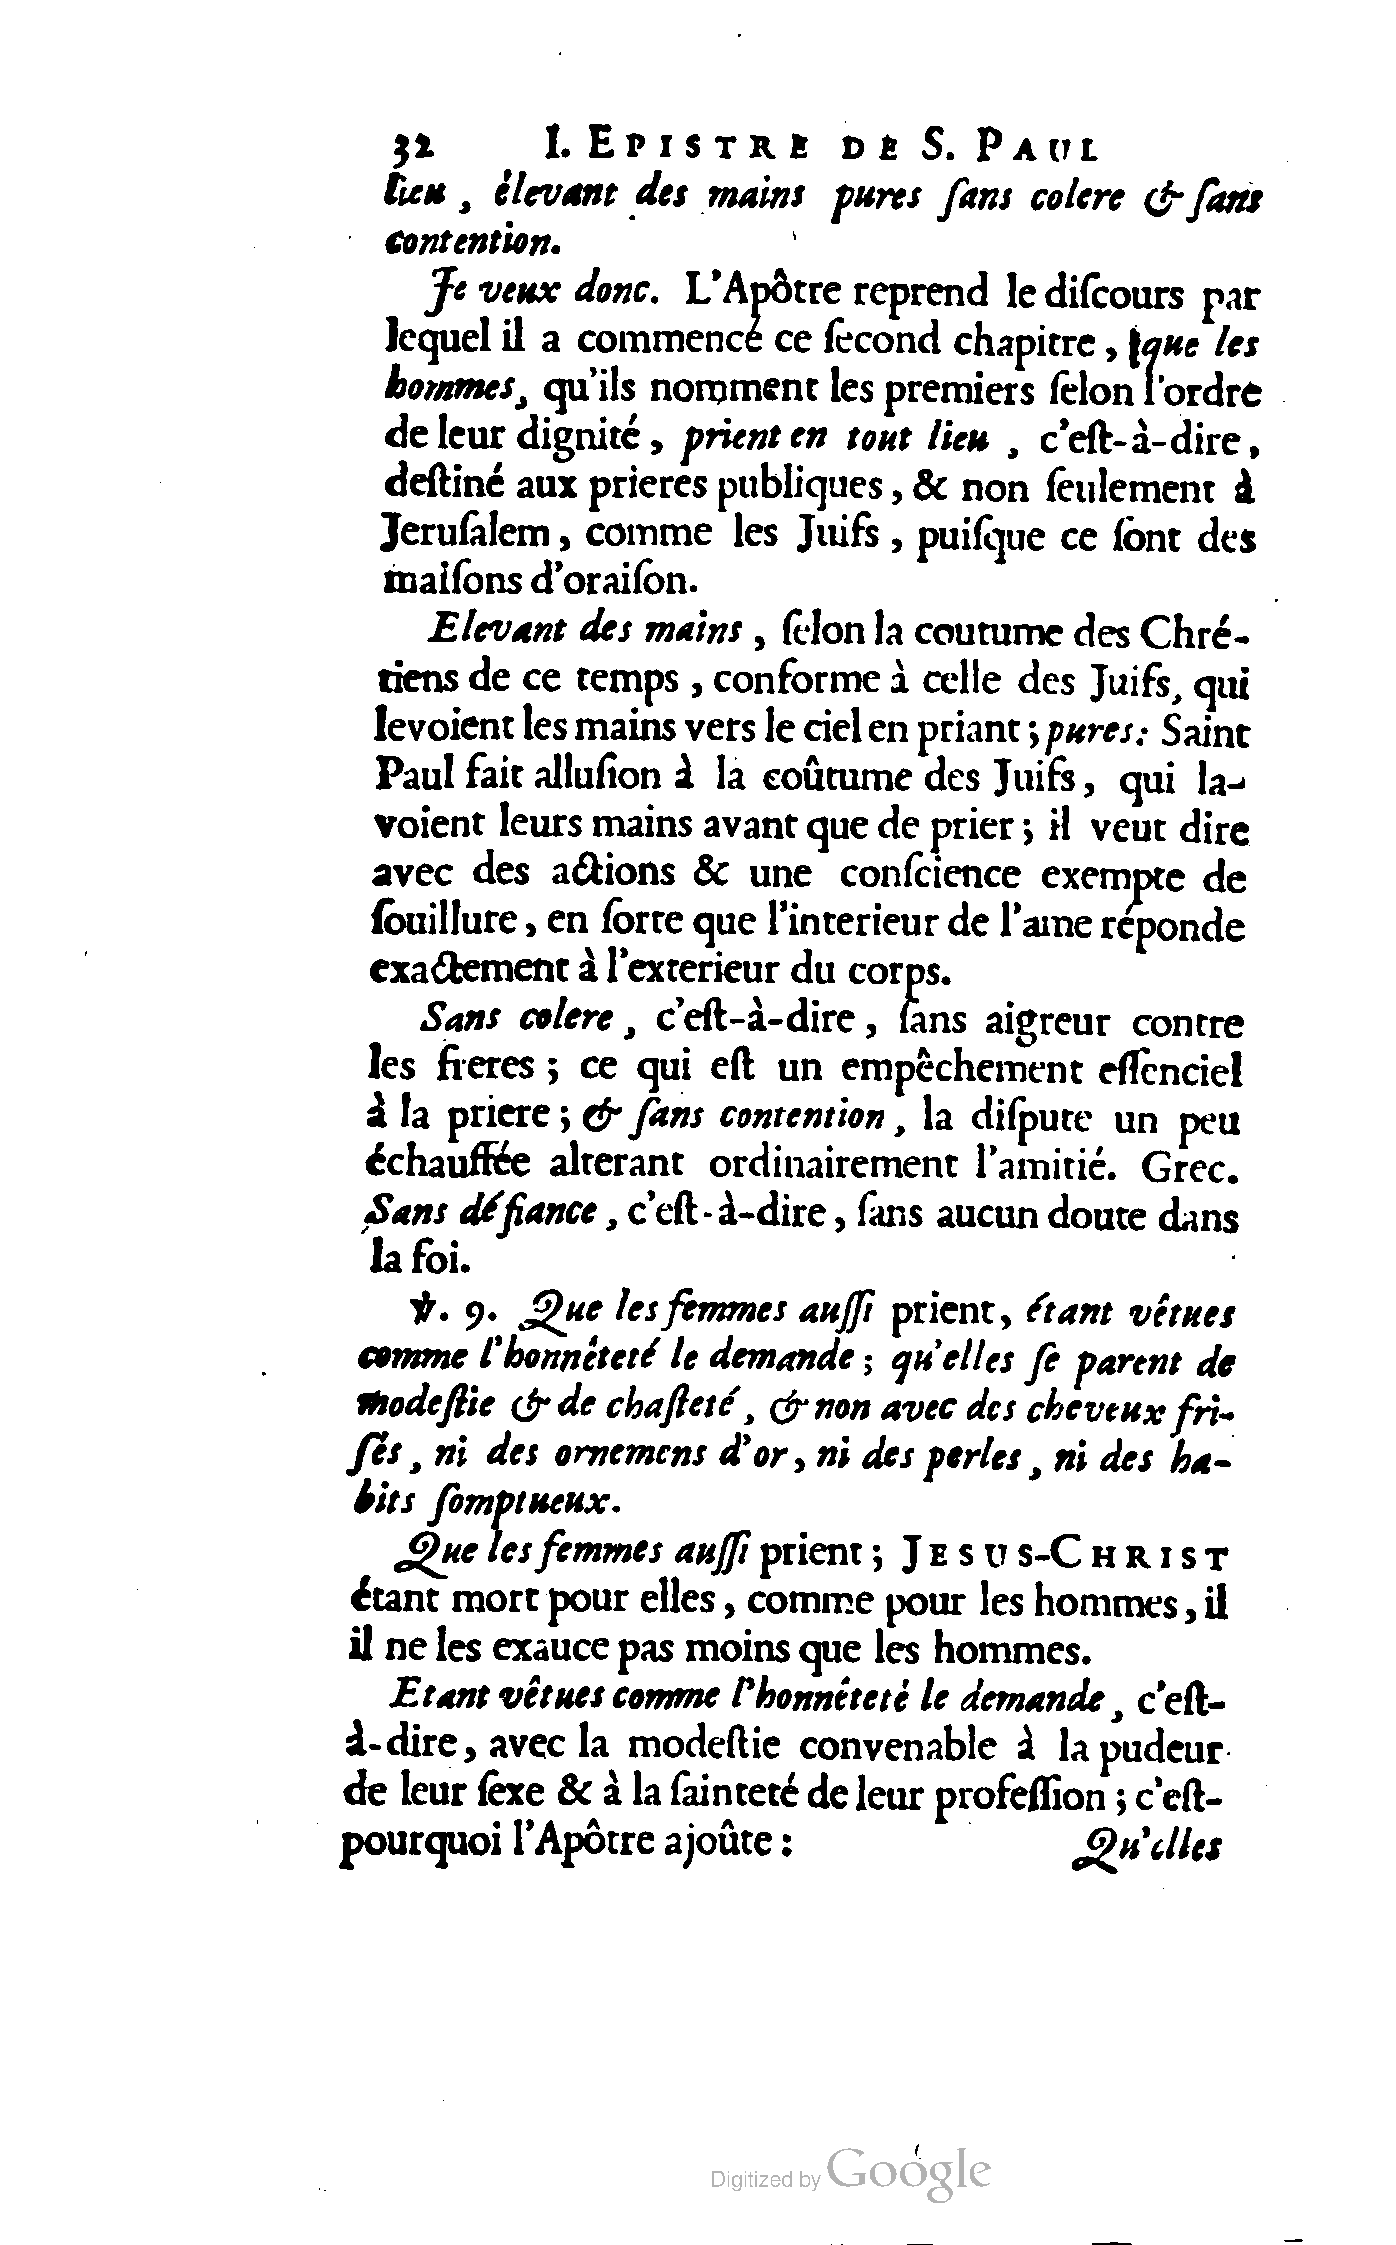 32 I. EPISTRE DE S. PAUL
lieu, élevant des mains pures ſans colere & ſans
contention.
Je veux donc. L'Apôtre reprend le diſcours par
lequel il a commencé ce ſecond chapitre, que les
hommes, qu'ils nomment les premiers ſelon l'ordre
de leur dignité, prient en tout lieu, c'eſt-à-dire,
deſtiné aux prieres publiques, & non ſeulement à
Jeruſalem, comme les Juifs, puiſque ce ſont des
maiſons d'oraiſon.
Elevant des mains, ſelon la coutume des Chré-
tiens de ce temps, conforme à celle des Juifs, qui
levoient les mains vers le ciel en priant; pures: Saint
Paul fait alluſion à la coûtume des Juifs, qui la-
voient leurs mains avant que de prier; il veut dire
avec des actions & une conſcience exempte de
ſouillure, en ſorte que l'interieur de l'ame réponde
exactement à l'exterieur du corps.
Sans colere, c'eſt-à-dire, ſans aigreur contre
les freres; ce qui eſt un empêchement eſſenciel
à la priere; & ſans contention, la diſpute un peu
échauffée alterant ordinairement l'amitié. Grec.
Sans défiance, c'eſt-à-dire, ſans aucun doute dans
la foi.
℣. 9. Que les femmes auſſi prient, étant vêtues
comme l'honnêteté le demande; qu'elles ſe parent de
modeſtie & de chaſteté, & non avec des cheveux fri-
ſés, ni des ornemens d'or, ni des perles, ni des ha-
bits ſomptueux.
Que les femmes auſſi prient; JESUS-CHRIST
étant mort pour elles, comme pour les hommes, il
il ne les exauce pas moins que les hommes.
Etant vêtues comme l'honnêteté le demande, c'eſt-
à-dire, avec la modeſtie convenable à la pudeur
de leur ſexe & à la ſainteté de leur profeſſion; c'eſt-
pourquoi l'Apôtre ajoûte: Qu'elles
Digitized by Google